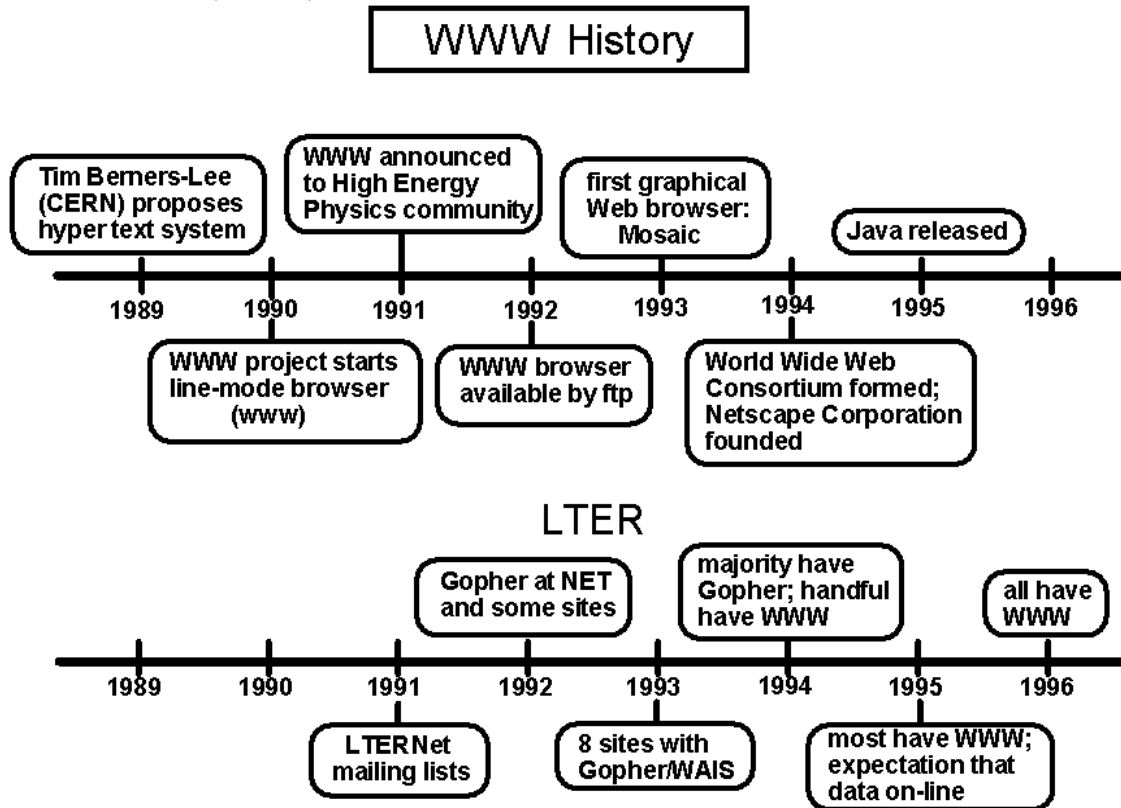 WWW History
Tim Berners-Lee
(CERN) proposes
hyper text system
WWW announced
to High Energy
Physics community
first graphical
Web browser:
Mosaic
Java released
1989 1990 1991 1992 1993 1994 1995 1996
WWW project starts
line-mode browser
(www)
WWW browser
available by ftp
World Wide Web
Consortium formed;
Netscape Corporation
founded
LTER
Gopher at NET
and some sites
majority have
Gopher; handful
have WWW
all have
WWW
1989 1990 1991 1992 1993 1994 1995 1996
LTERNet
mailing lists
8 sites with
Gopher/WAIS
most have WWW;
expectation that
data on-line